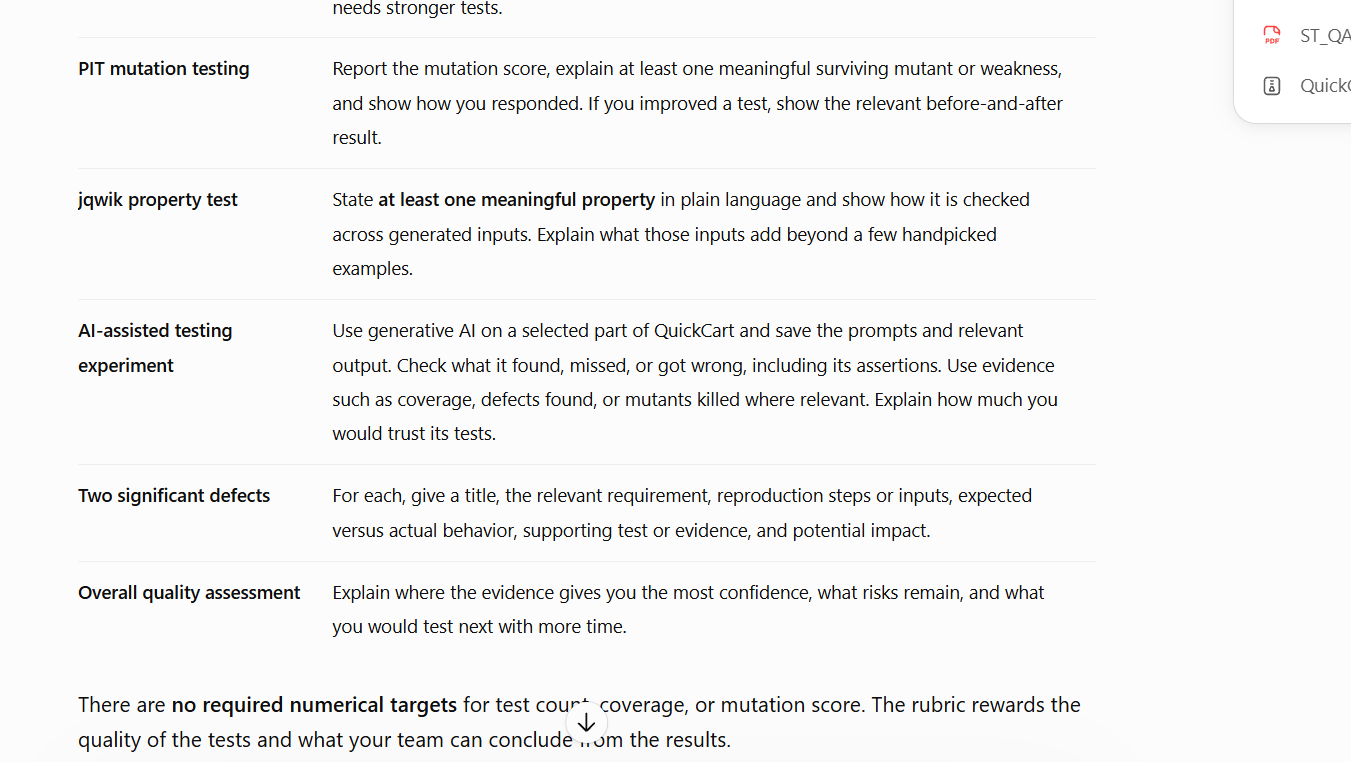 needs stronger tests.
ST_QA
PIT mutation testing
Report the mutation score, explain at least one meaningful surviving mutant or weakness,
and show how you responded. If you improved a test, show the relevant before-and-after
result.
Quick
jqwik property test
State at least one meaningful property in plain language and show how it is checked
across generated inputs. Explain what those inputs add beyond a few handpicked
examples.
AI-assisted testing
experiment
Use generative AI on a selected part of QuickCart and save the prompts and relevant
output. Check what it found, missed, or got wrong, including its assertions. Use evidence
such as coverage, defects found, or mutants killed where relevant. Explain how much you
would trust its tests.
Two significant defects
For each, give a title, the relevant requirement, reproduction steps or inputs, expected
versus actual behavior, supporting test or evidence, and potential impact.
Overall quality assessment
Explain where the evidence gives you the most confidence, what risks remain, and what
you would test next with more time.
There are no required numerical targets for test count, coverage, or mutation score. The rubric rewards the
quality of the tests and what your team can conclude from the results.